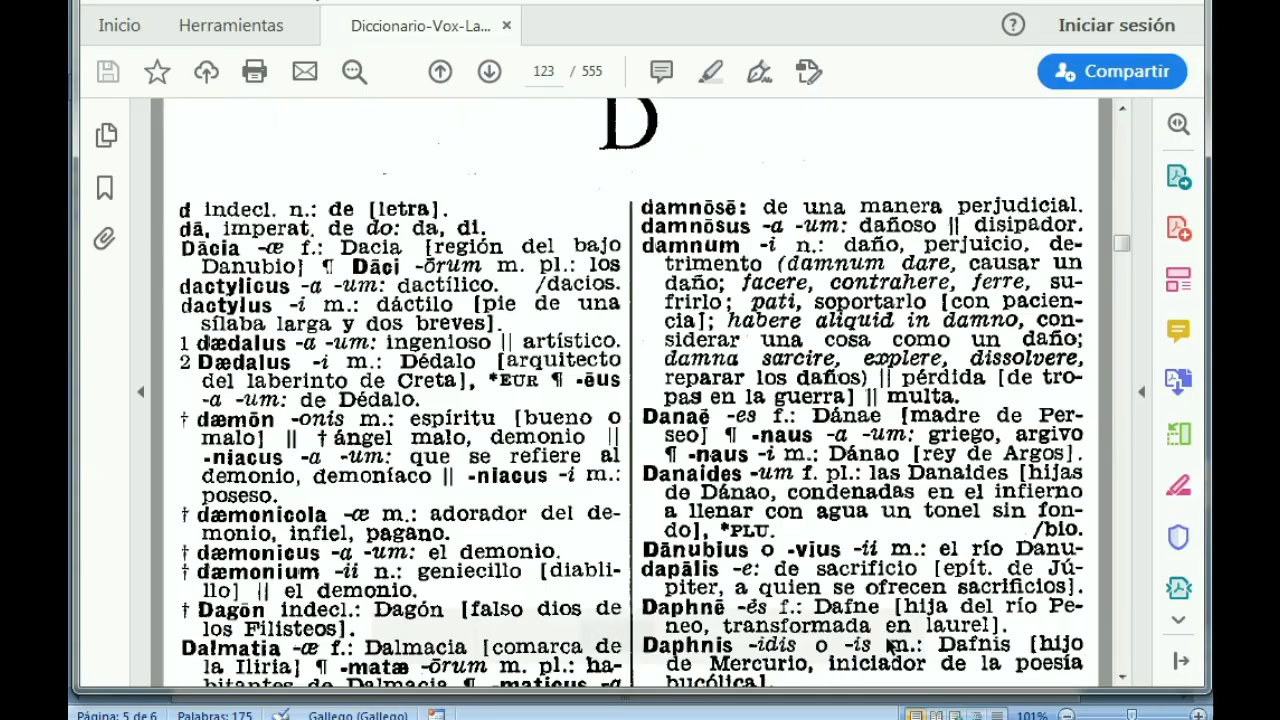 Inicio Herramientas Diccionario-Vox-La... × ? Iniciar sesión
123 / 555 Compartir
D
d indecl. n.: de [letra].
dā, imperat. de do: da, di.
Dācia -æ f.: Dacia [región del bajo
Danubio] ¶ Dāci -ōrum m. pl.: los
dactylicus -a -um: dactílico. /dacios.
dactylus -i m.: dáctilo [pie de una
sílaba larga y dos breves].
1 dædalus -a -um: ingenioso || artístico.
2 Dædalus -i m.: Dédalo [arquitecto
del laberinto de Creta], *EUR ¶ -ēus
-a -um: de Dédalo.
† dæmōn -onis m.: espíritu [bueno o
malo] || † ángel malo, demonio ||
-niacus -a -um: que se refiere al
demonio, demoníaco || -niacus -i m.:
poseso.
† dæmonicola -æ m.: adorador del de-
monio, infiel, pagano.
† dæmonicus -a -um: el demonio.
† dæmonium -ii n.: geniecillo [diabli-
llo] || el demonio.
† Dagōn indecl.: Dagón [falso dios de
los Filisteos].
Dalmatia -æ f.: Dalmacia [comarca de
la Iliria] ¶ -matæ -ōrum m. pl.: ha-
bitantes de Dalmacia ¶ -maticus -a
damnōsē: de una manera perjudicial.
damnōsus -a -um: dañoso || disipador.
damnum -i n.: daño, perjuicio, de-
trimento (damnum dare, causar un
daño; facere, contrahere, ferre, su-
frirlo; pati, soportarlo [con pacien-
cia]; habere aliquid in damno, con-
siderar una cosa como un daño;
damna sarcire, explere, dissolvere,
reparar los daños) || pérdida [de tro-
pas en la guerra] || multa.
Danaē -es f.: Dánae [madre de Per-
seo] ¶ -naus -a -um: griego, argivo
¶ -naus -i m.: Dánao [rey de Argos].
Danaides -um f. pl.: las Danaides [hijas
de Dánao, condenadas en el infierno
a llenar con agua un tonel sin fon-
do], *PLU. /bio.
Dānubius o -vius -ii m.: el río Danu-
dapālis -e: de sacrificio [epít. de Jú-
piter, a quien se ofrecen sacrificios].
Daphnē -ēs f.: Dafne [hija del río Pe-
neo, transformada en laurel].
Daphnis -idis o -is m.: Dafnis [hijo
de Mercurio, iniciador de la poesía
bucólica].
Página: 5 de 6 Palabras: 175 Gallego (Gallego) 101%